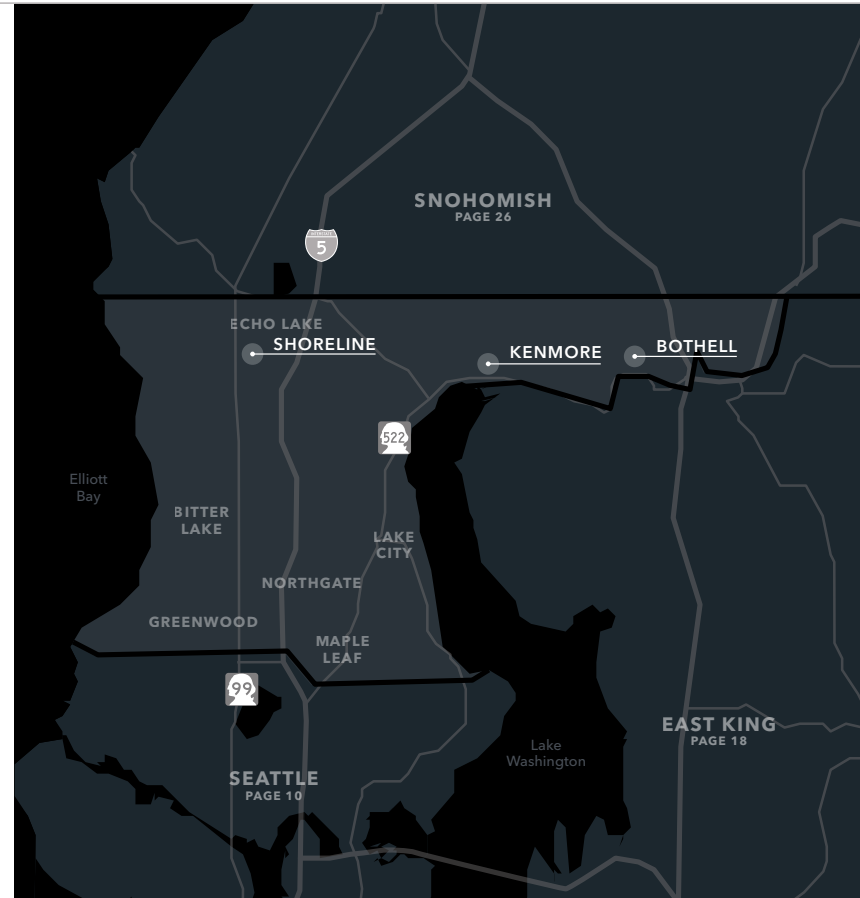 SNOHOMISH
PAGE 26
5
ECHO LAKE
SHORELINE
KENMORE
BOTHELL
522
Elliott
Bay
BITTER
LAKE
LAKE
CITY
NORTHGATE
GREENWOOD
MAPLE
LEAF
99
EAST KING
PAGE 18
Lake
Washington
SEATTLE
PAGE 10